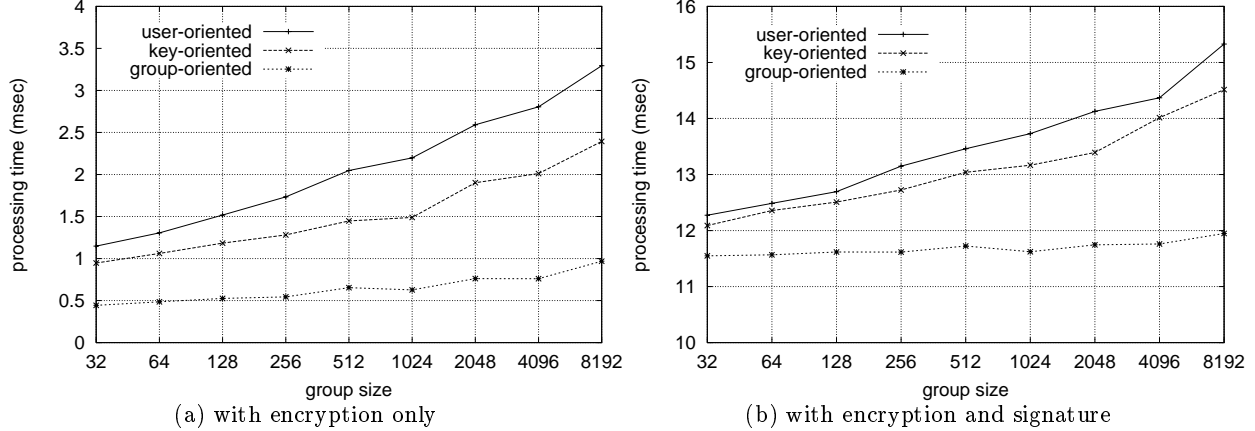 4
3.5
3
2.5
2
1.5
1
0.5
0
processing time (msec)
user-oriented
key-oriented
group-oriented
32 64 128 256 512 1024 2048 4096 8192
group size
(a) with encryption only
16
15
14
13
12
11
10
processing time (msec)
user-oriented
key-oriented
group-oriented
32 64 128 256 512 1024 2048 4096 8192
group size
(b) with encryption and signature